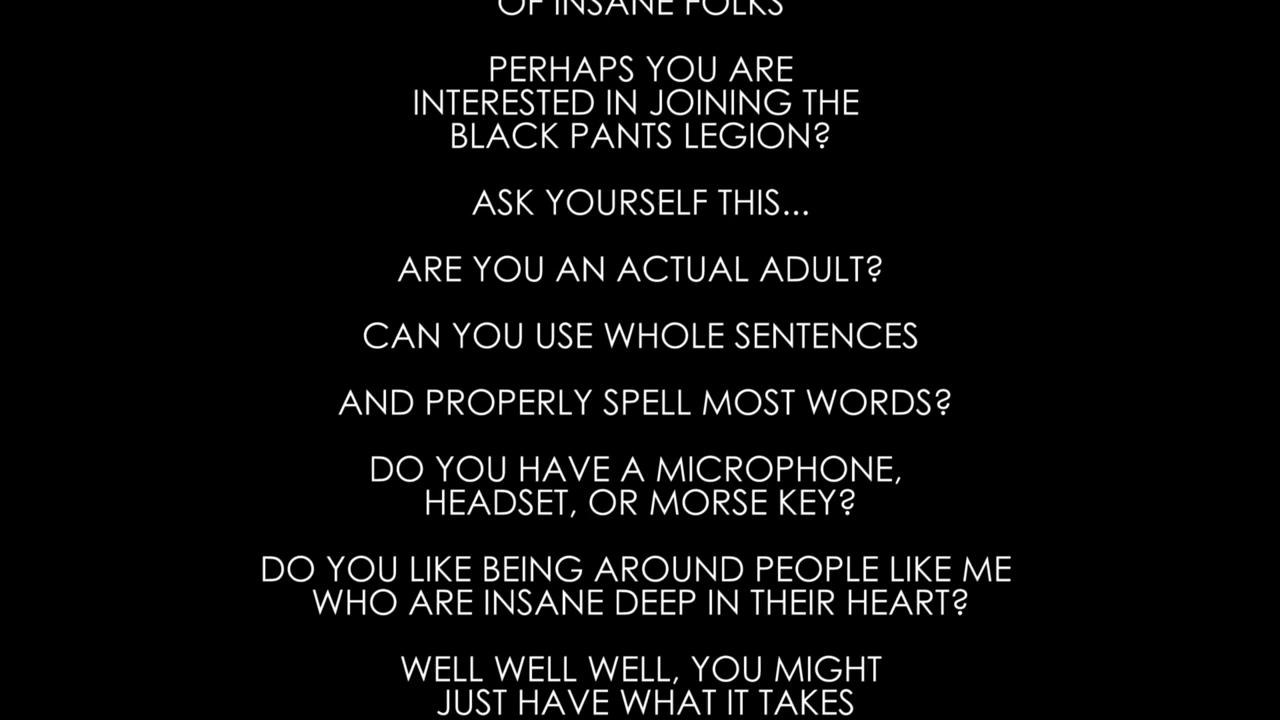 OF INSANE FOLKS
PERHAPS YOU ARE
INTERESTED IN JOINING THE
BLACK PANTS LEGION?
ASK YOURSELF THIS...
ARE YOU AN ACTUAL ADULT?
CAN YOU USE WHOLE SENTENCES
AND PROPERLY SPELL MOST WORDS?
DO YOU HAVE A MICROPHONE,
HEADSET, OR MORSE KEY?
DO YOU LIKE BEING AROUND PEOPLE LIKE ME
WHO ARE INSANE DEEP IN THEIR HEART?
WELL WELL WELL, YOU MIGHT
JUST HAVE WHAT IT TAKES